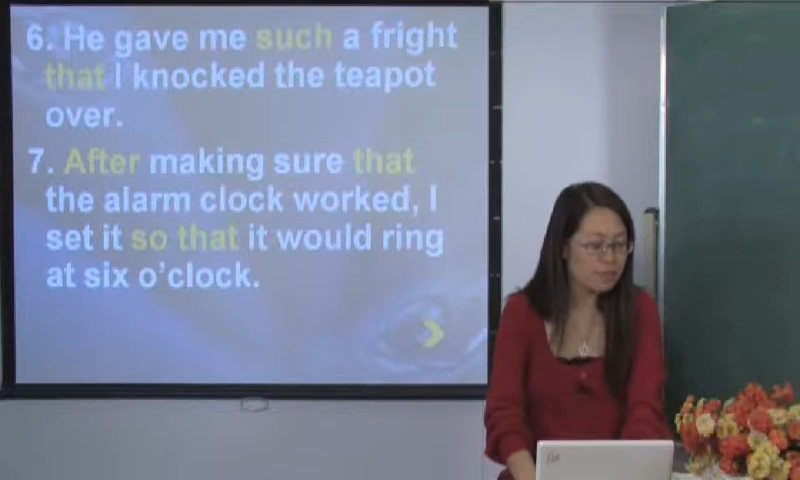 6. He gave me such a fright
that I knocked the teapot
over.
7. After making sure that
the alarm clock worked, I
set it so that it would ring
at six o'clock.